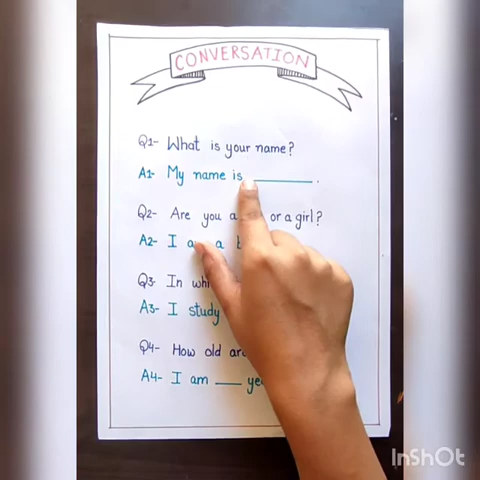 CONVERSATION
Q1- What is your name?
A1- My name is ______.
Q2- Are you a or a girl?
A2- I a
Q3- In
A3- I study
Q4- How old
A4- I am ___
InShOt